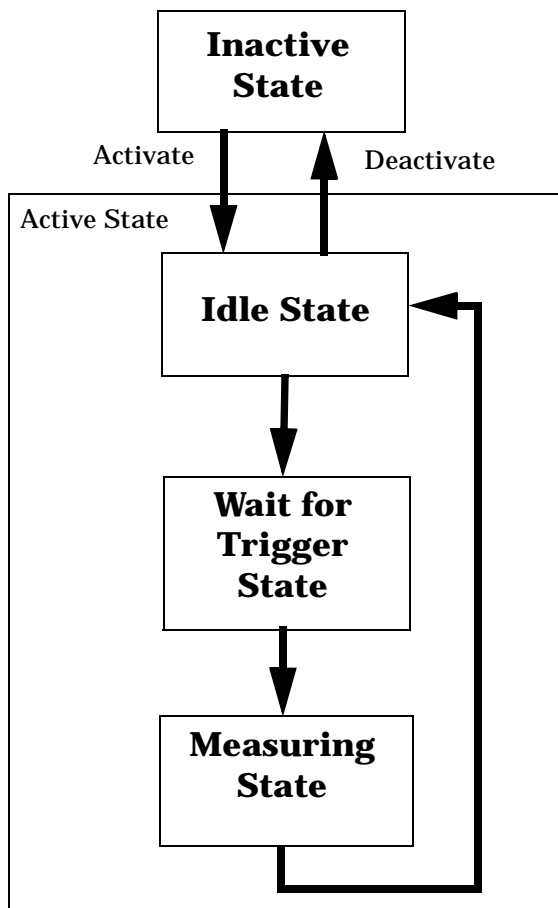 Inactive
State
Activate
Deactivate
Active State
Idle State
Wait for
Trigger
State
Measuring
State